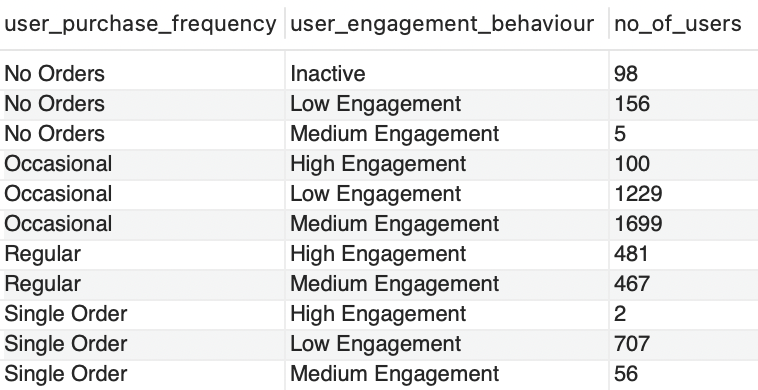 user_purchase_frequency user_engagement_behaviour no_of_users
No Orders Inactive 98
No Orders Low Engagement 156
No Orders Medium Engagement 5
Occasional High Engagement 100
Occasional Low Engagement 1229
Occasional Medium Engagement 1699
Regular High Engagement 481
Regular Medium Engagement 467
Single Order High Engagement 2
Single Order Low Engagement 707
Single Order Medium Engagement 56